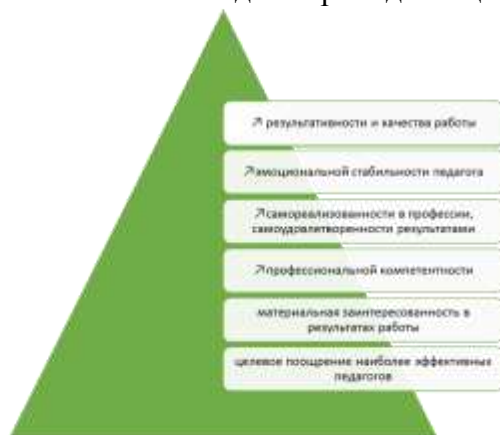 ↗ результативности и качества работы
↗эмоциональной стабильности педагога
↗самореализованности в профессии,
самоудовлетворенности результатами
↗профессиональной компетентности
материальная заинтересованность в
результатах работы
целевое поощрение наиболее эффективных
педагогов